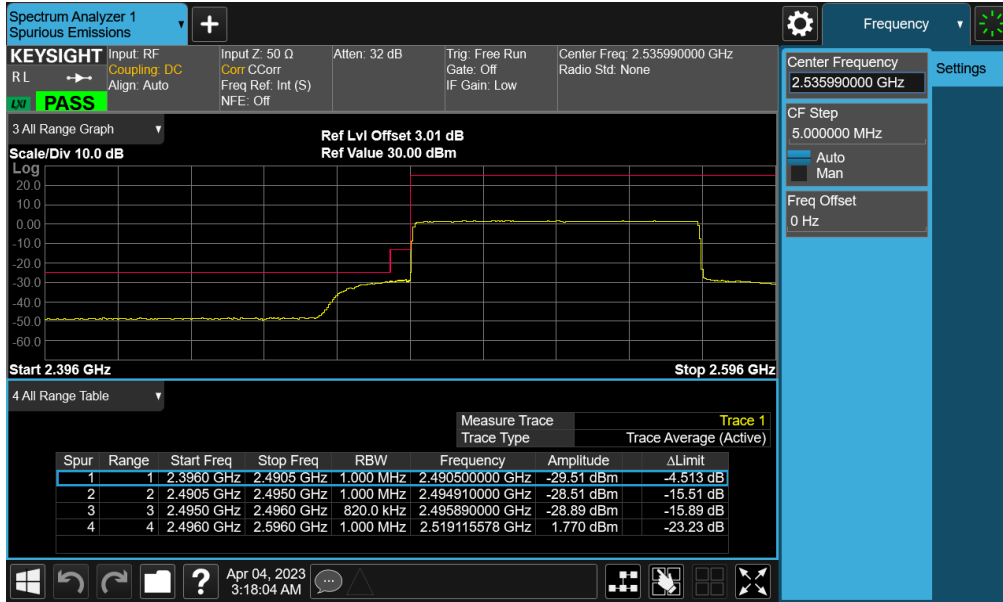 Spectrum Analyzer 1
Spurious Emissions
+
Frequency
KEYSIGHT Input: RF Input Z: 50 Ω Atten: 32 dB Trig: Free Run Center Freq: 2.535990000 GHz
RL Coupling: DC Corr CCorr Gate: Off Radio Std: None
Align: Auto Freq Ref: Int (S) IF Gain: Low
LXI PASS NFE: Off
Center Frequency
2.535990000 GHz
Settings
CF Step
5.000000 MHz
Auto
Man
Freq Offset
0 Hz
3 All Range Graph
Ref Lvl Offset 3.01 dB
Scale/Div 10.0 dB Ref Value 30.00 dBm
Log
20.0
10.0
0.00
-10.0
-20.0
-30.0
-40.0
-50.0
-60.0
Start 2.396 GHz Stop 2.596 GHz
4 All Range Table
Measure Trace Trace 1
Trace Type Trace Average (Active)
Spur Range Start Freq Stop Freq RBW Frequency Amplitude ΔLimit
1 1 2.3960 GHz 2.4905 GHz 1.000 MHz 2.490500000 GHz -29.51 dBm -4.513 dB
2 2 2.4905 GHz 2.4950 GHz 1.000 MHz 2.494910000 GHz -28.51 dBm -15.51 dB
3 3 2.4950 GHz 2.4960 GHz 820.0 kHz 2.495890000 GHz -28.89 dBm -15.89 dB
4 4 2.4960 GHz 2.5960 GHz 1.000 MHz 2.519115578 GHz 1.770 dBm -23.23 dB
? Apr 04, 2023
3:18:04 AM